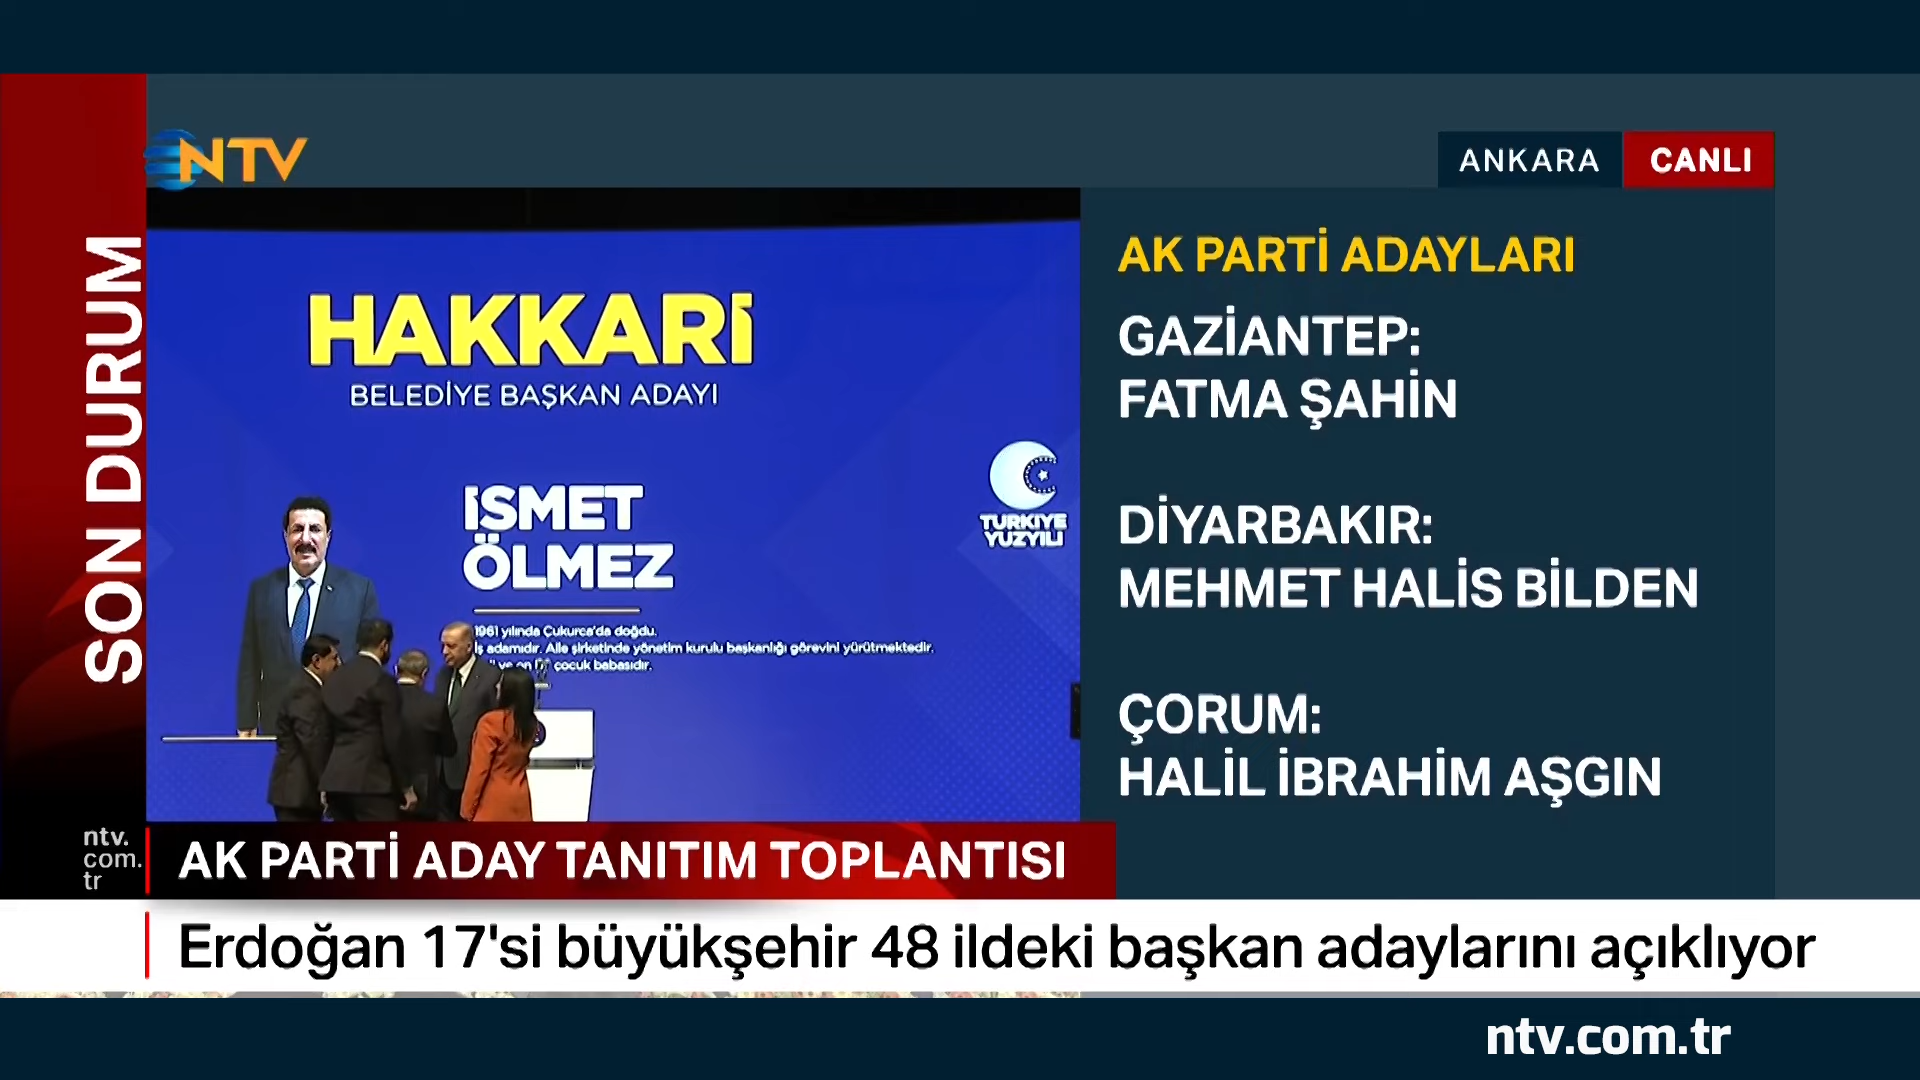 NTV
ANKARA CANLI
SON DURUM
HAKKARİ
BELEDİYE BAŞKAN ADAYI
İSMET
ÖLMEZ
1961 yılında Çukurca'da doğdu.
İş adamıdır. Aile şirketinde yönetim kurulu başkanlığı görevini yürütmektedir.
çocuk babasıdır.
TÜRKİYE
YÜZYILI
AK PARTİ ADAYLARI
GAZİANTEP:
FATMA ŞAHİN
DİYARBAKIR:
MEHMET HALİS BİLDEN
ÇORUM:
HALİL İBRAHİM AŞGIN
ntv.
com.
tr
AK PARTİ ADAY TANITIM TOPLANTISI
Erdoğan 17'si büyükşehir 48 ildeki başkan adaylarını açıklıyor
ntv.com.tr